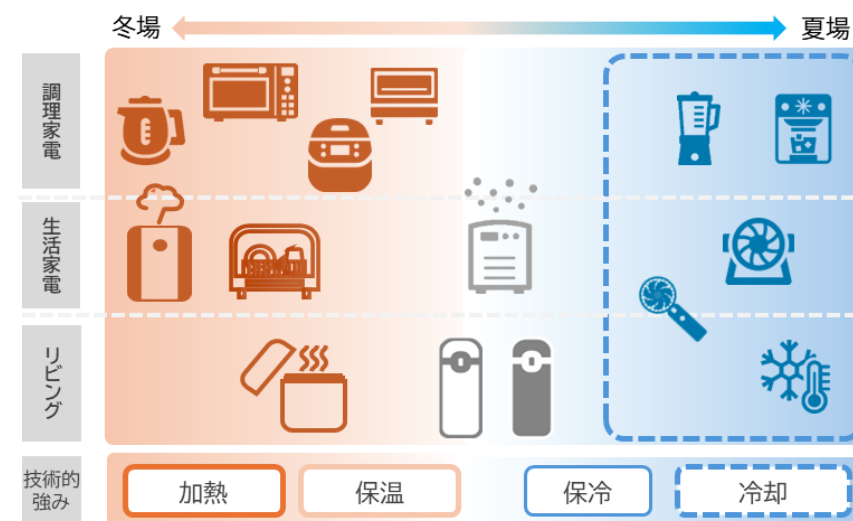 冬場
夏場
調理家電
生活家電
リビング
技術的
強み
加熱
保温
保冷
冷却